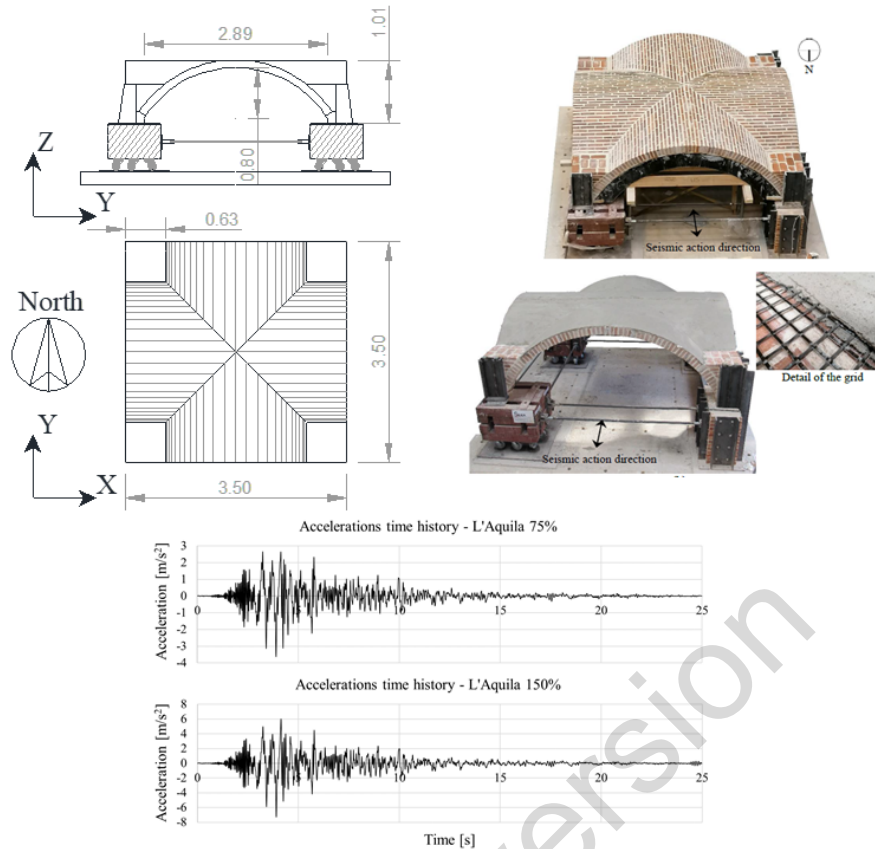 2.89
1.01
0.80
Z
Y
0.63
North
3.50
Y
X
3.50
N
Seismic action direction
Seismic action direction
Detail of the grid
Accelerations time history - L'Aquila 75%
Acceleration [m/s²]
3
2
1
0
-1
-2
-3
-4
0
10
15
20
25
Accelerations time history - L'Aquila 150%
Acceleration [m/s²]
8
6
4
2
0
-2
-4
-6
-8
0
10
15
20
25
Time [s]
ersion